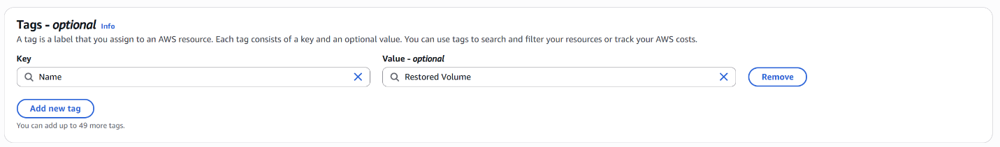 Tags - optional Info
A tag is a label that you assign to an AWS resource. Each tag consists of a key and an optional value. You can use tags to search and filter your resources or track your AWS costs.
Key Value - optional
Name Restored Volume Remove
Add new tag
You can add up to 49 more tags.